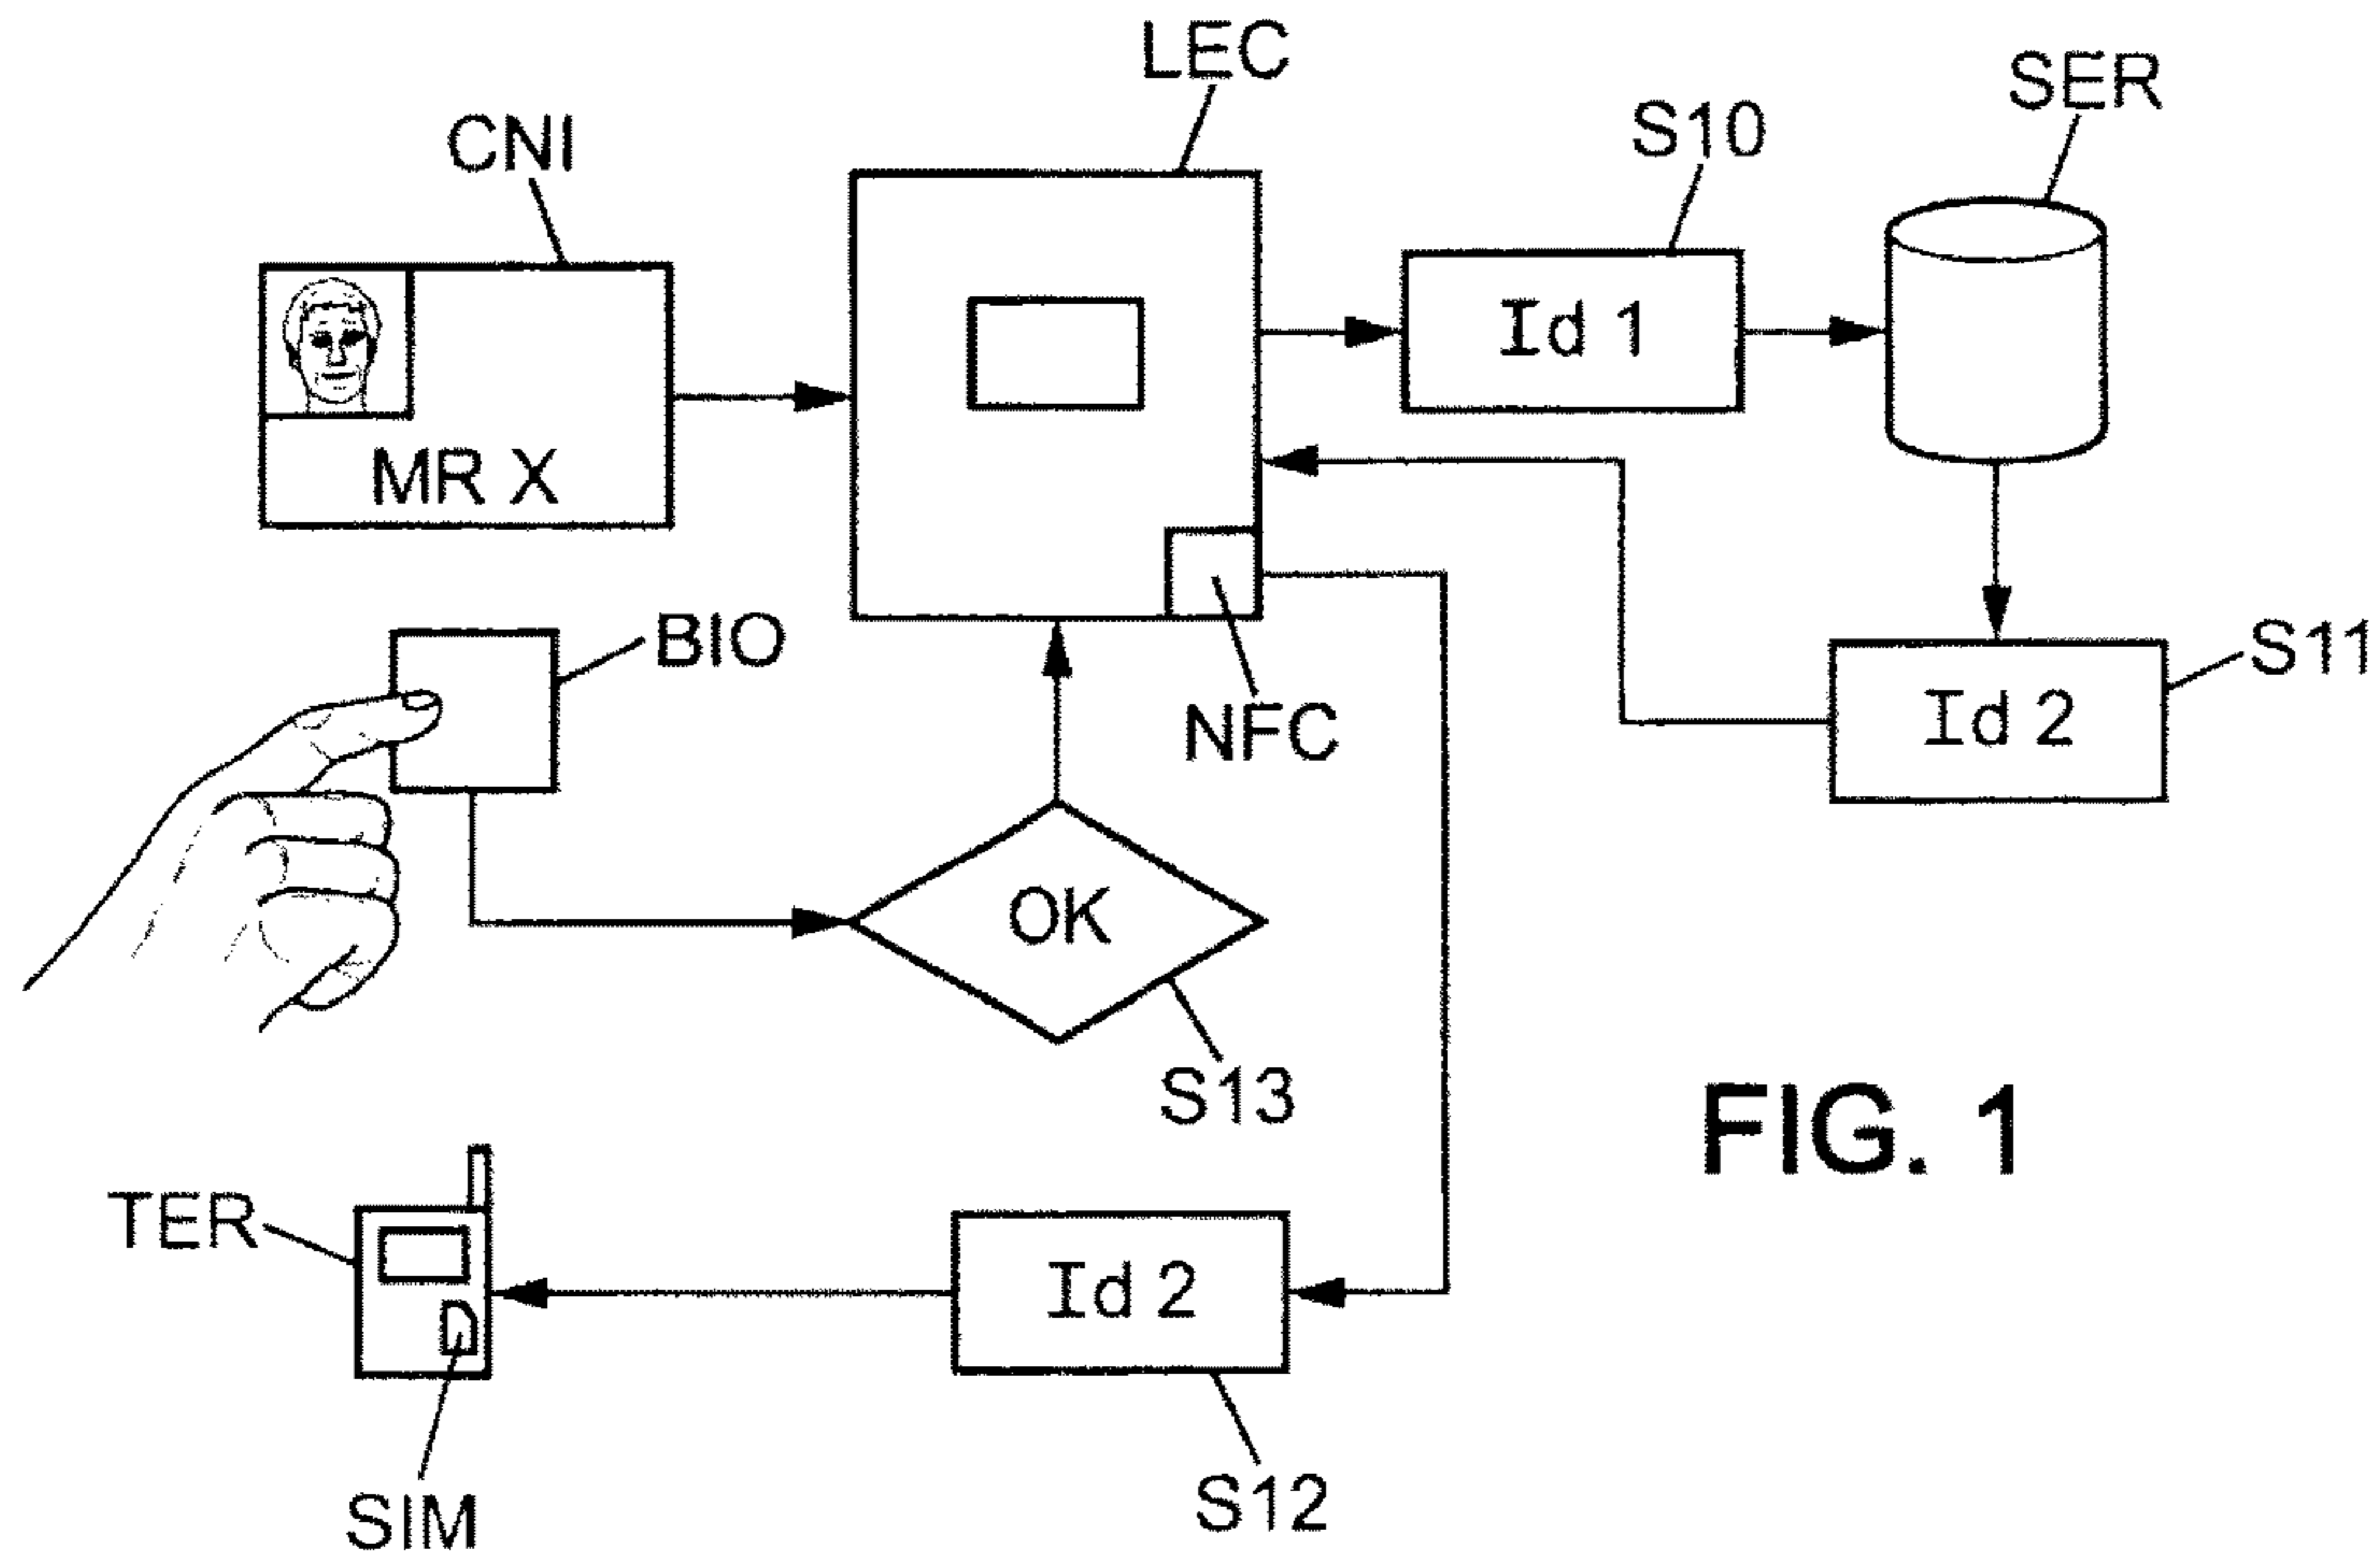 LEC
SER
S10
CNI
Id 1
MR X
BIO
S11
Id 2
NFC
OK
S13
FIG. 1
TER
Id 2
S12
SIM